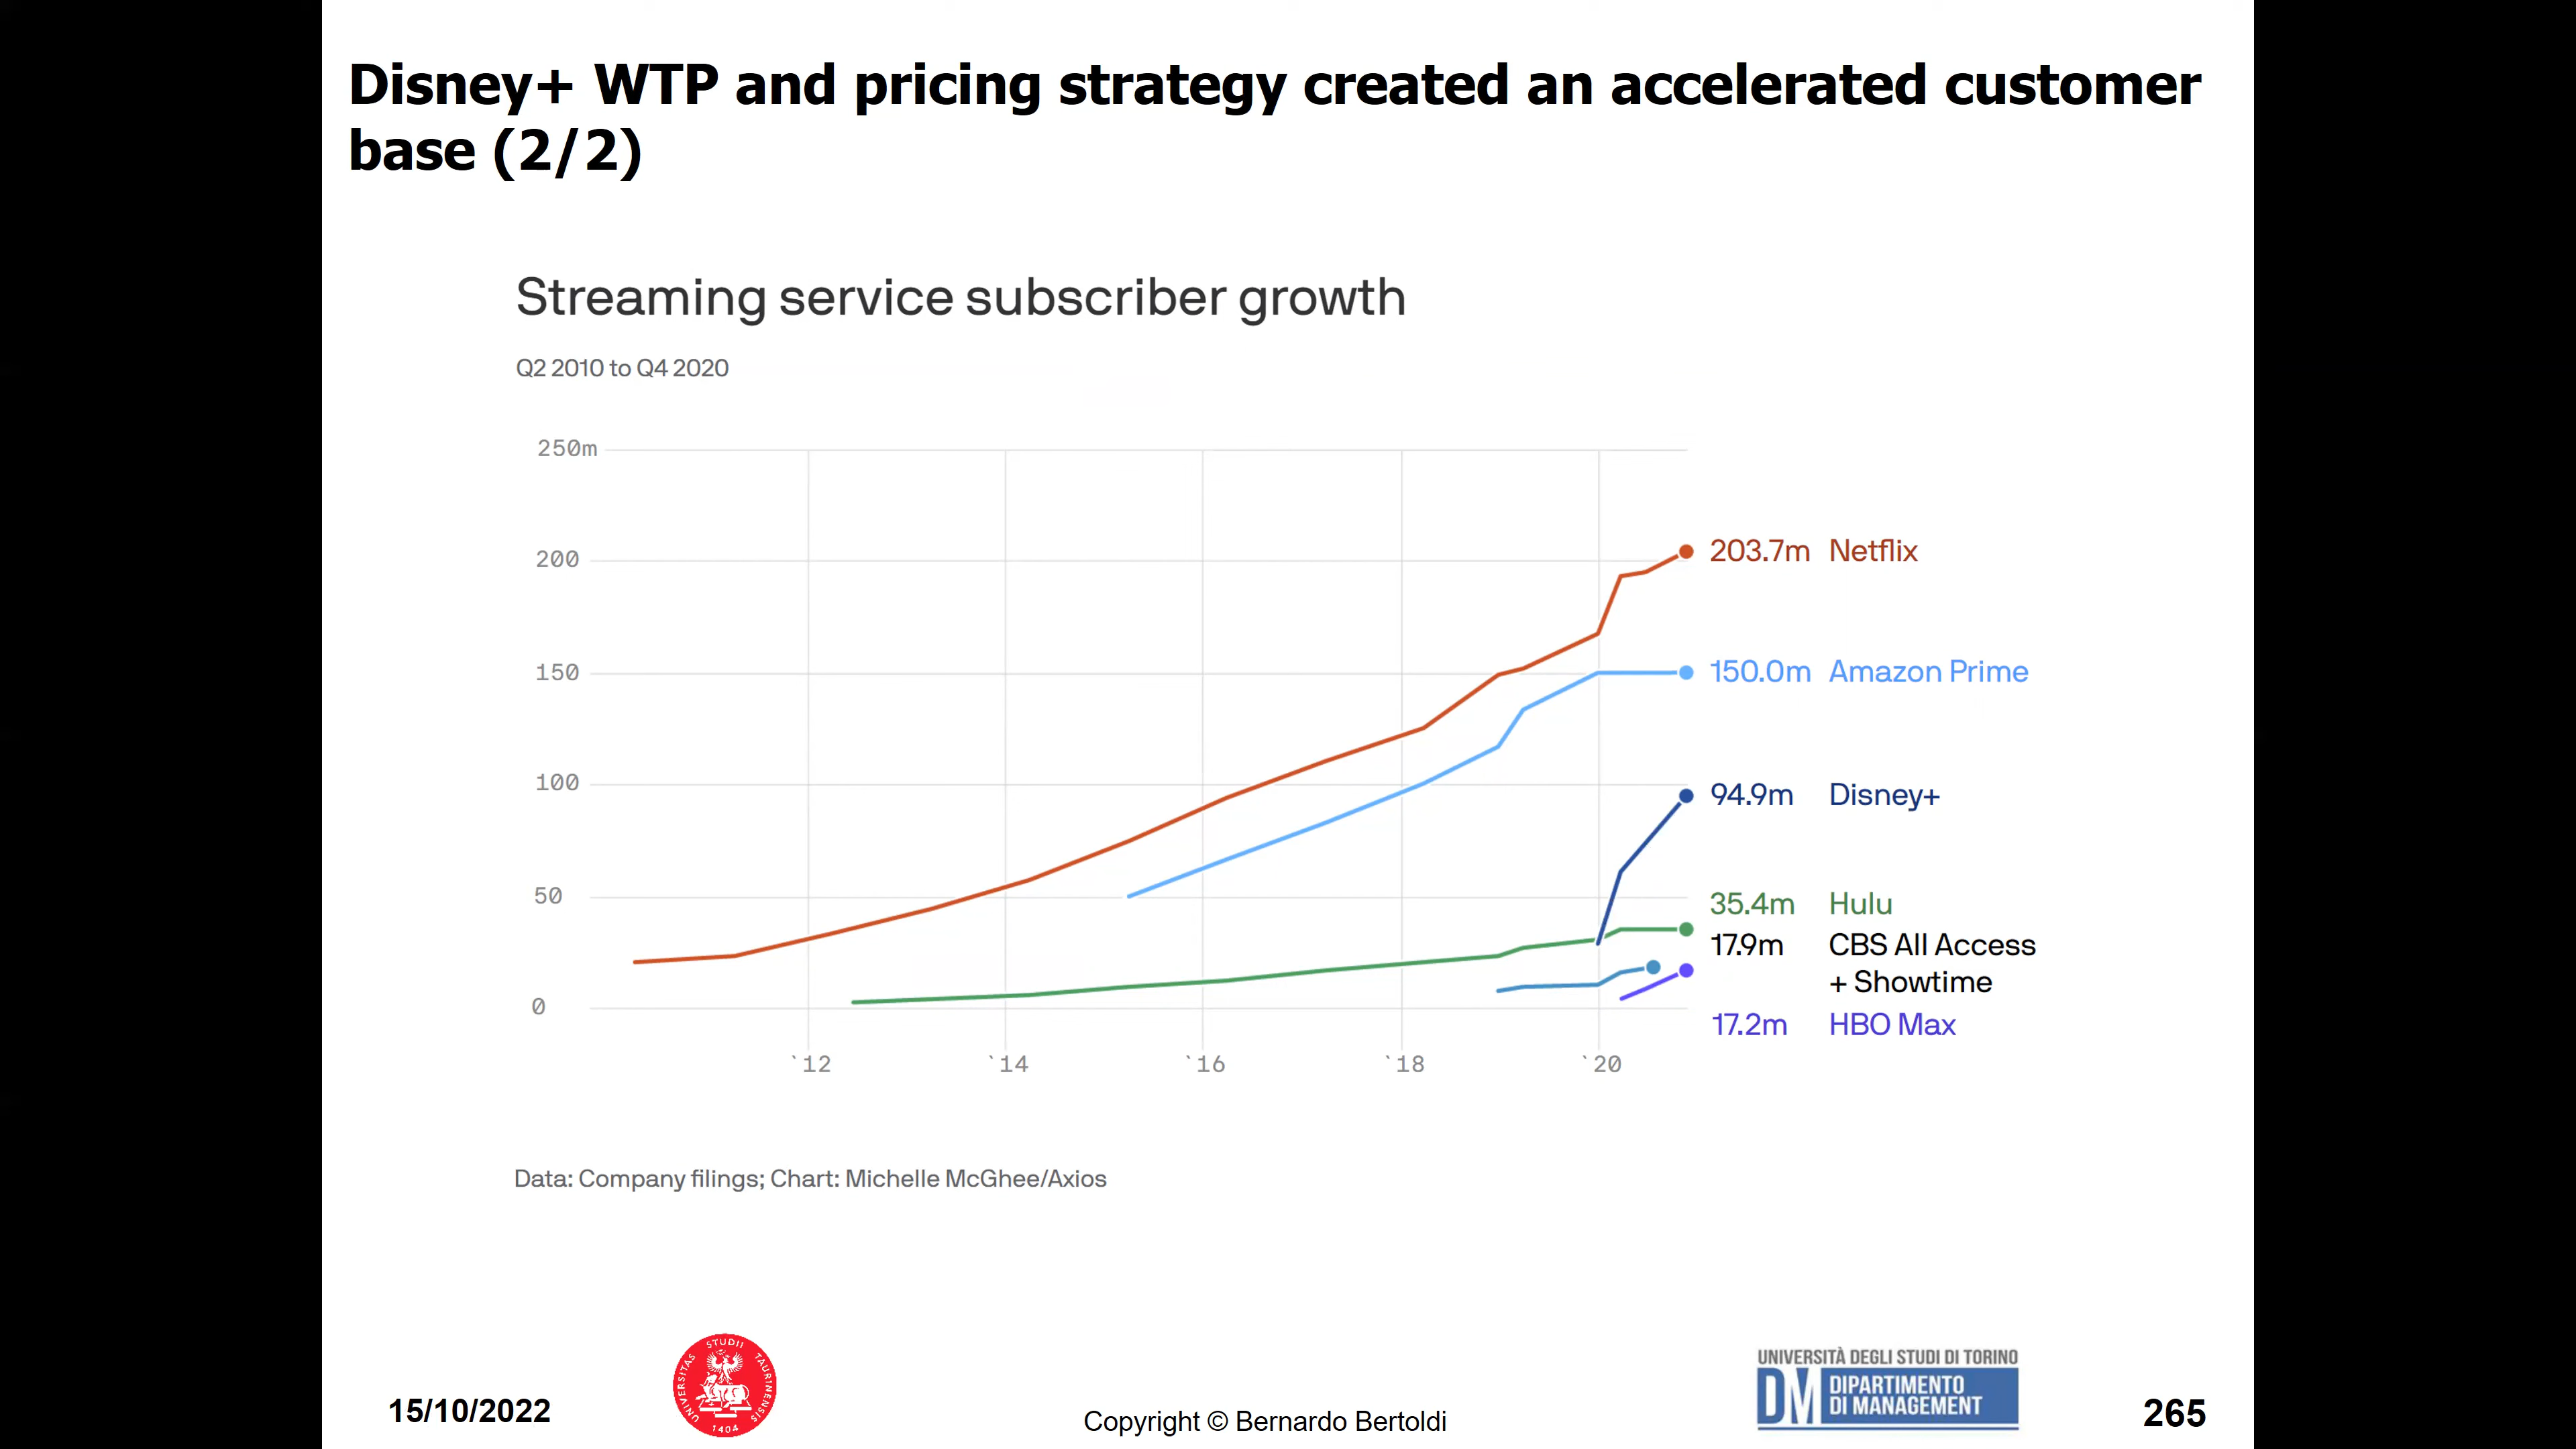 Disney+ WTP and pricing strategy created an accelerated customer
base (2/2)
Streaming service subscriber growth
Q2 2010 to Q4 2020
250m
200
150
100
50
0
`12
`14
`16
`18
`20
203.7m Netflix
150.0m Amazon Prime
94.9m Disney+
35.4m Hulu
17.9m CBS All Access
+ Showtime
17.2m HBO Max
Data: Company filings; Chart: Michelle McGhee/Axios
15/10/2022
UNIVERSITAS STUDII TAURINENSIS
1404
Copyright © Bernardo Bertoldi
UNIVERSITÀ DEGLI STUDI DI TORINO
DM DIPARTIMENTO
DI MANAGEMENT
265